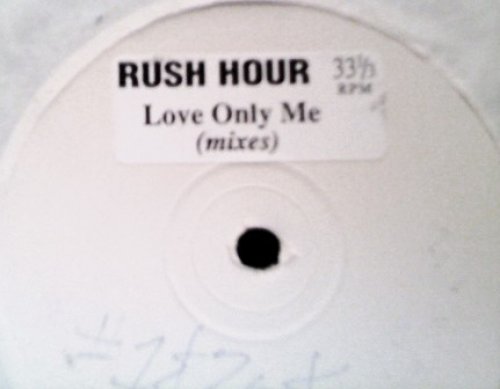 RUSH HOUR 33⅓
RPM
Love Only Me
(mixes)